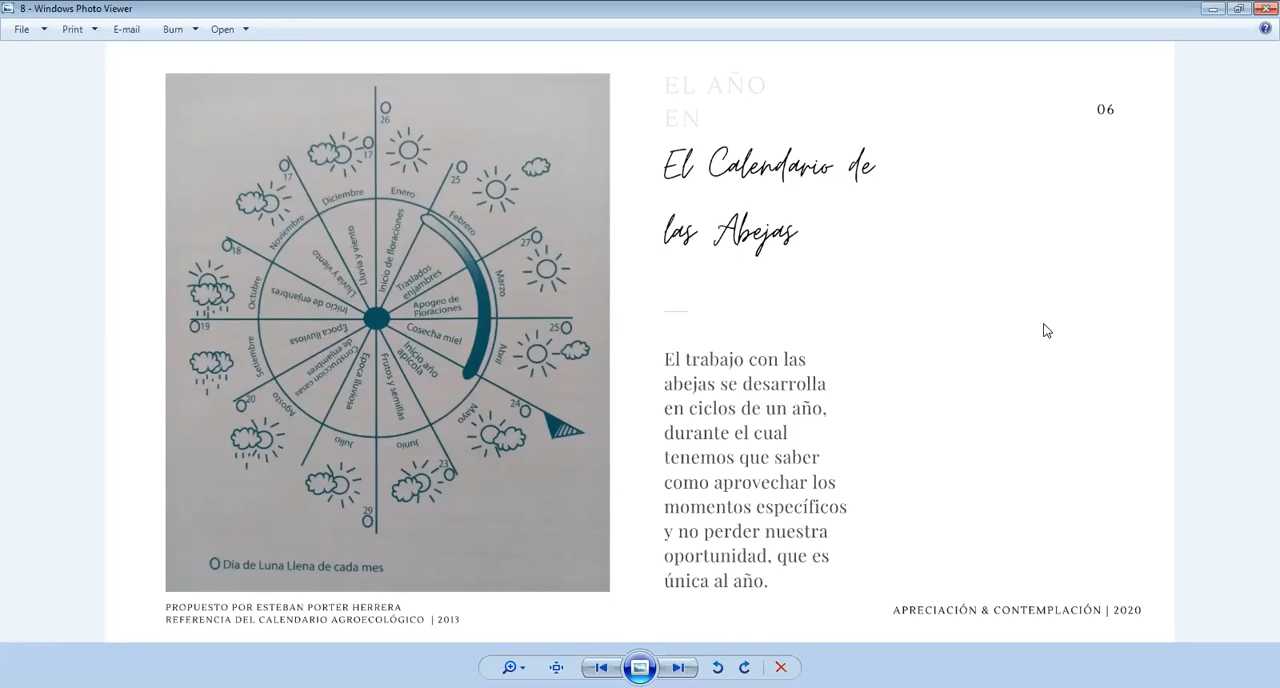 8 - Windows Photo Viewer
File
Print
E-mail
Burn
Open
EL AÑO
EN
06
El Calendario de
las Abejas
El trabajo con las
abejas se desarrolla
en ciclos de un año,
durante el cual
tenemos que saber
como aprovechar los
momentos específicos
y no perder nuestra
oportunidad, que es
única al año.
26
Enero
Inicio de floraciones
25
Febrero
Traslados
enjambres
27
Marzo
Apogeo de
Floraciones
25
Abril
Cosecha miel
24
Mayo
Inicio año
apícola
23
Junio
Frutos y semillas
29
Julio
Epoca lluviosa
Agosto
Construccion casas
de enjambres
20
Setiembre
Epoca lluviosa
19
Octubre
Inicio de enjambres
18
Noviembre
Lluvia y viento
17
Diciembre
Lluvia y viento
17
O Día de Luna Llena de cada mes
PROPUESTO POR ESTEBAN PORTER HERRERA
REFERENCIA DEL CALENDARIO AGROECOLÓGICO | 2013
APRECIACIÓN & CONTEMPLACIÓN | 2020